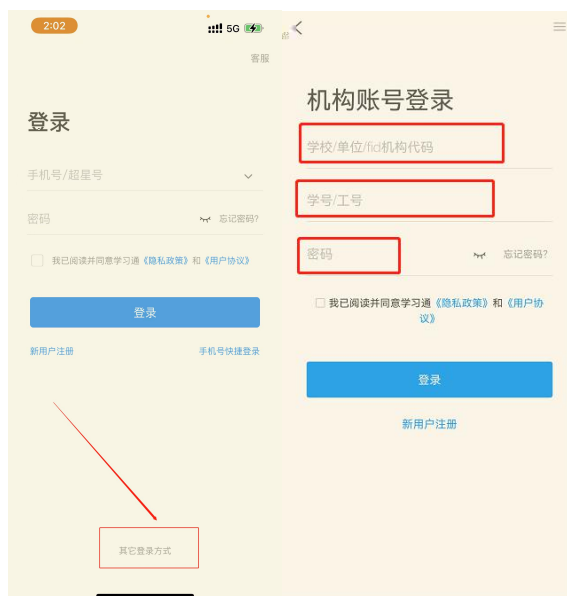 2:02
5G
客服
登录
手机号/超星号
密码
忘记密码?
我已阅读并同意学习通《隐私政策》和《用户协议》
登录
新用户注册
手机号快捷登录
其它登录方式
机构账号登录
学校/单位/fid机构代码
学号/工号
密码
忘记密码?
我已阅读并同意学习通《隐私政策》和《用户协
议》
登录
新用户注册